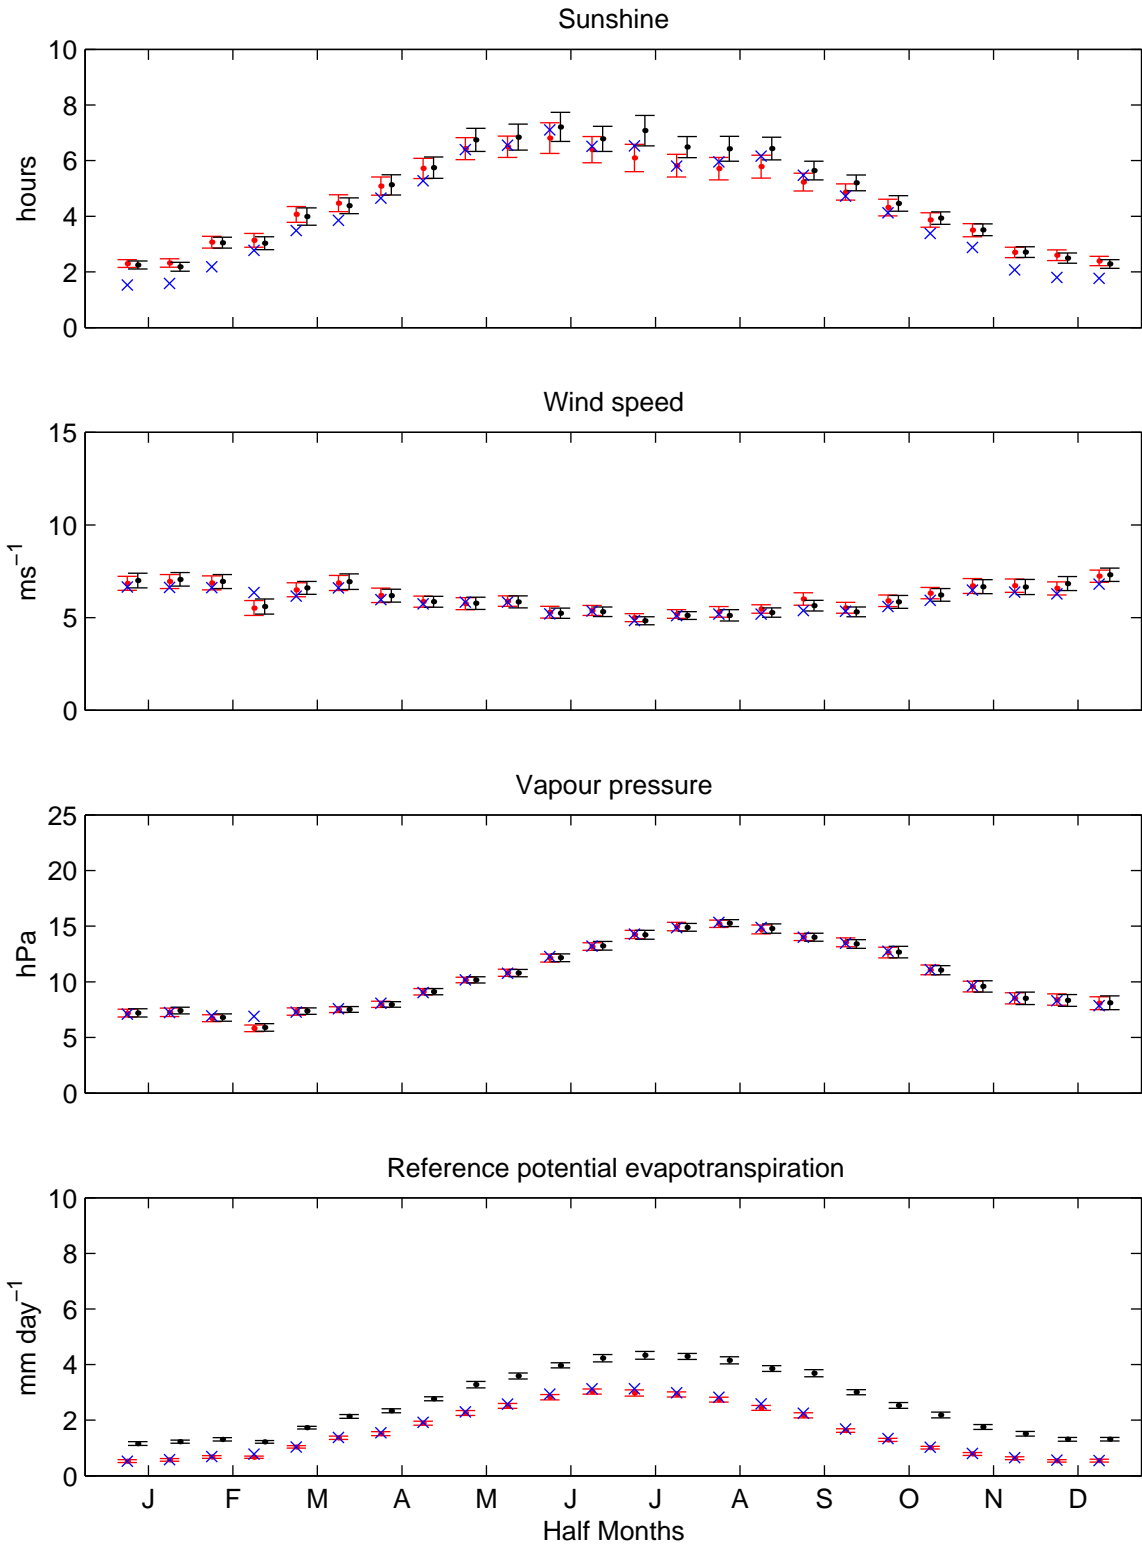 Sunshine
10
8
6
4
2
0
hours
Wind speed
15
10
5
0
ms−1
Vapour pressure
25
20
15
10
5
0
hPa
Reference potential evapotranspiration
10
8
6
4
2
0
mm day−1
J F M A M J J A S O N D
Half Months